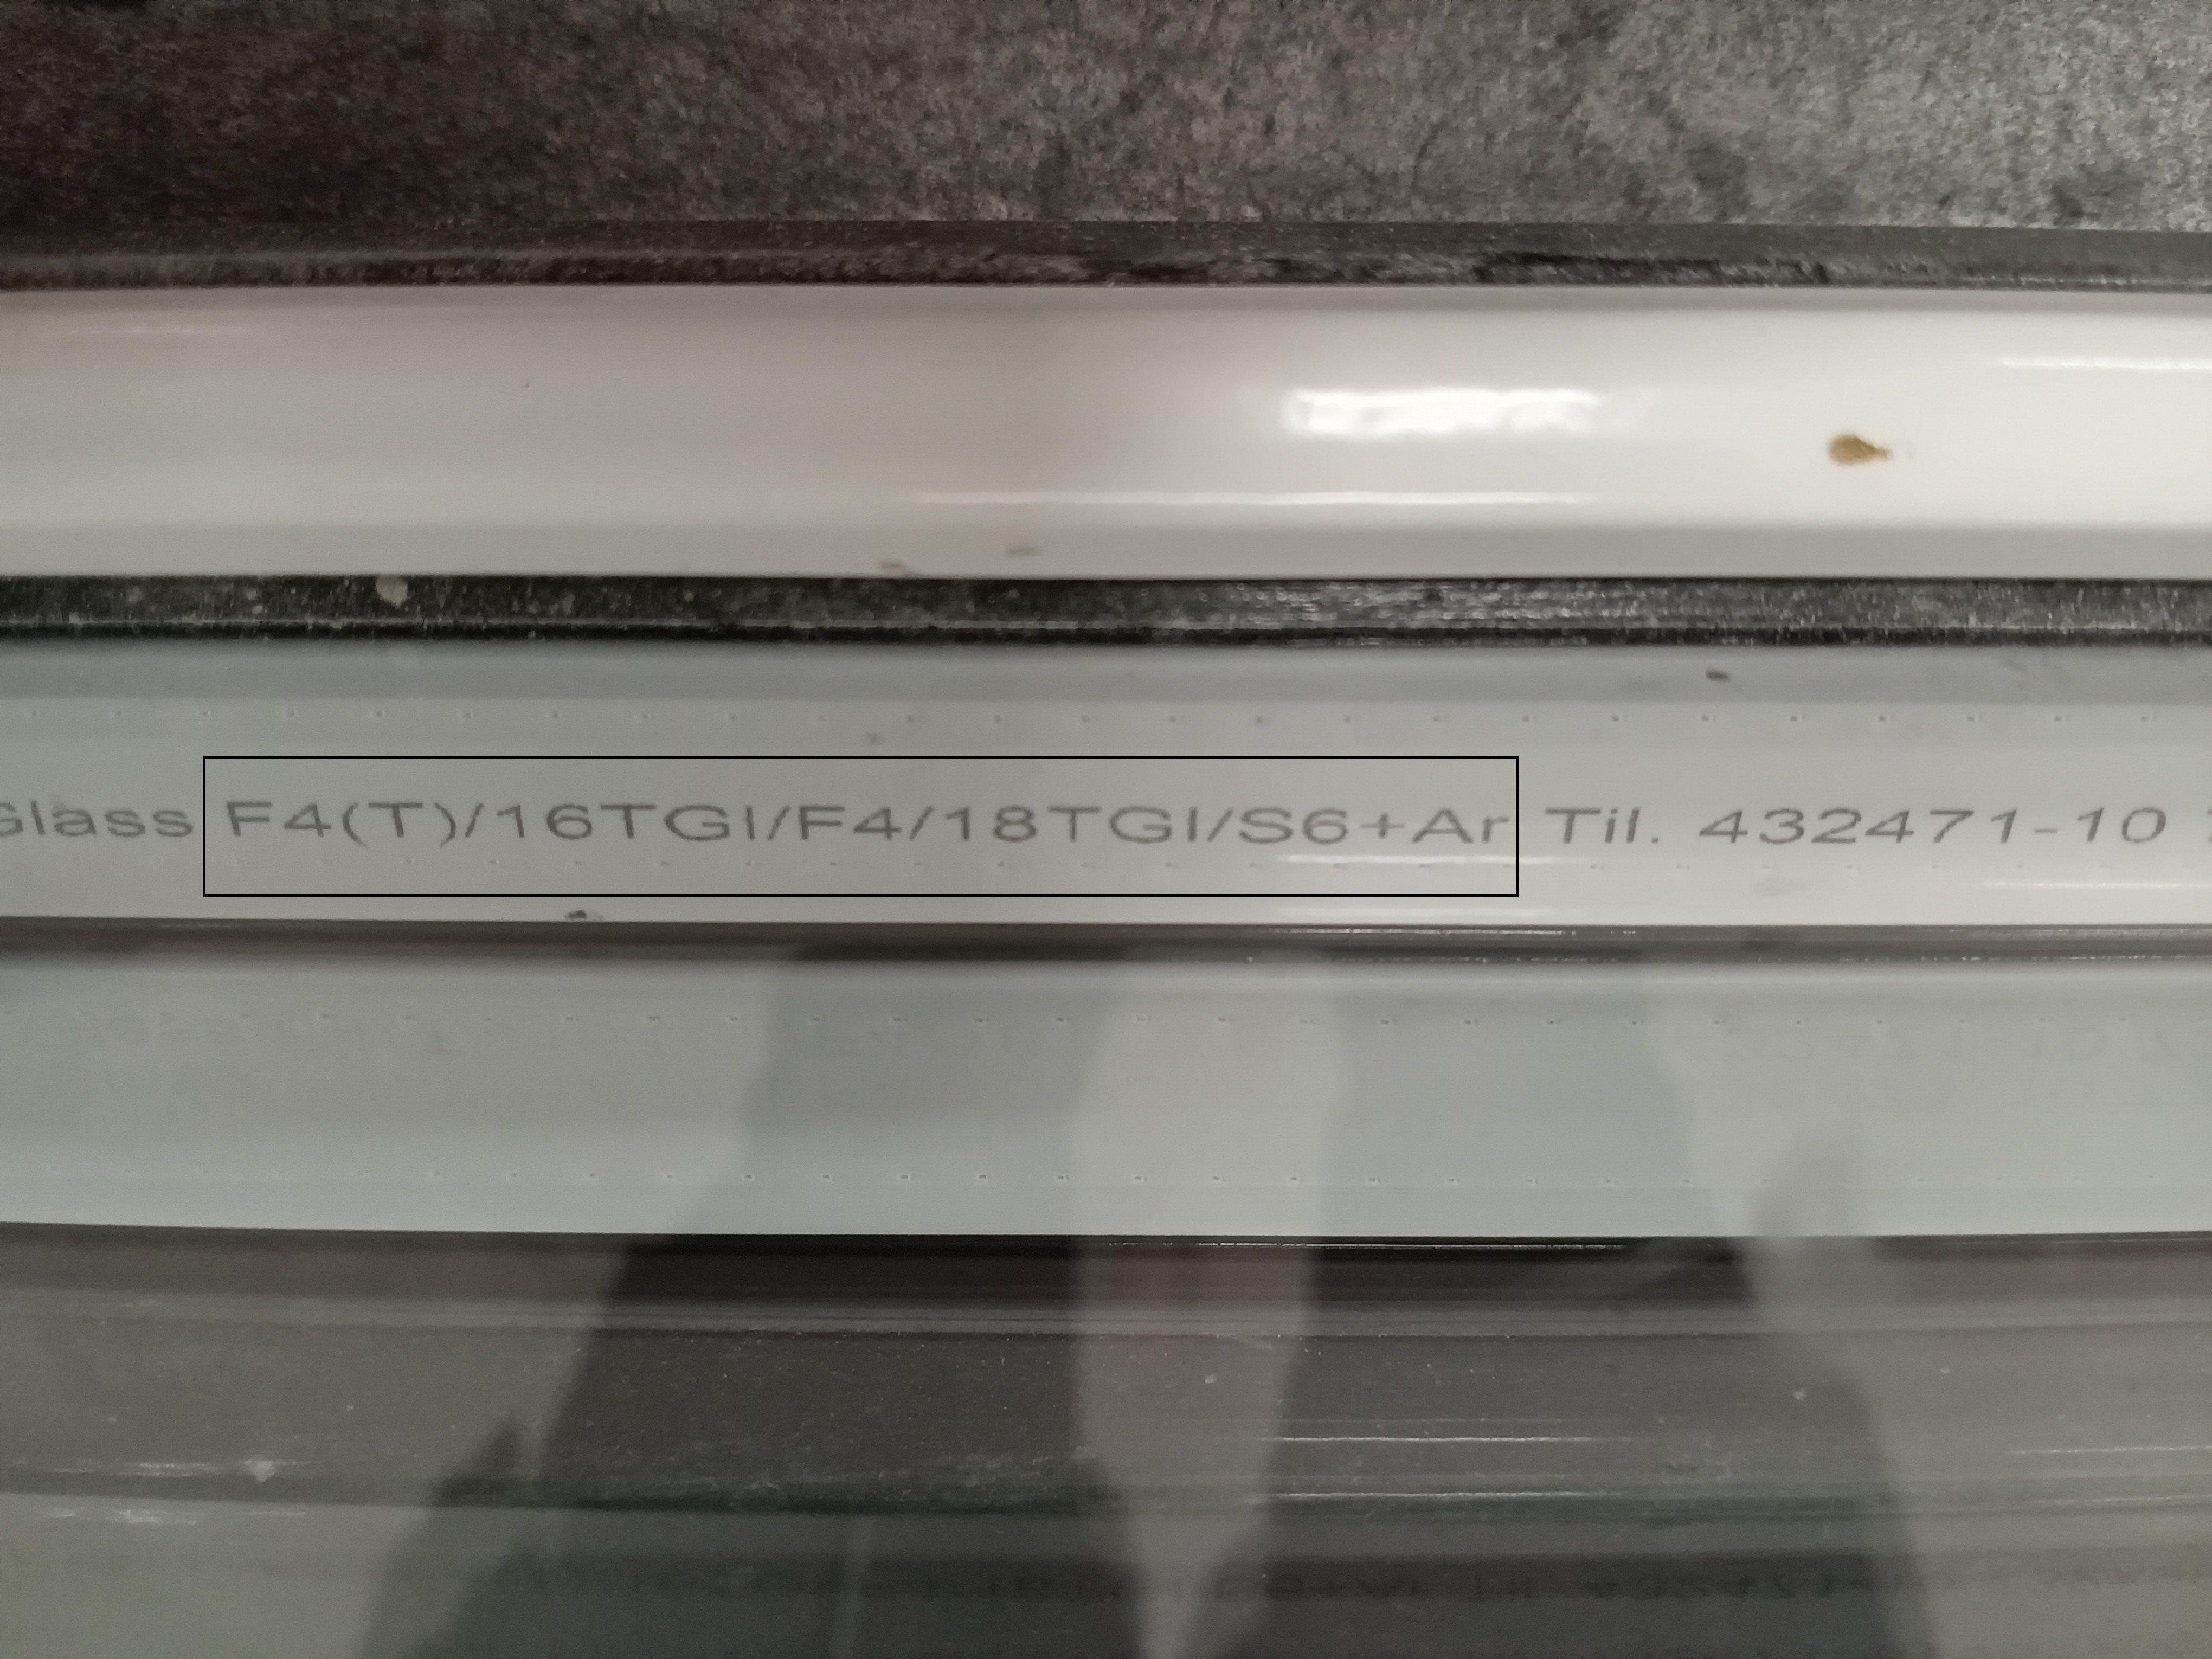 Glass F4(T)/16TGI/F4/18TGI/S6+Ar Til. 432471-10